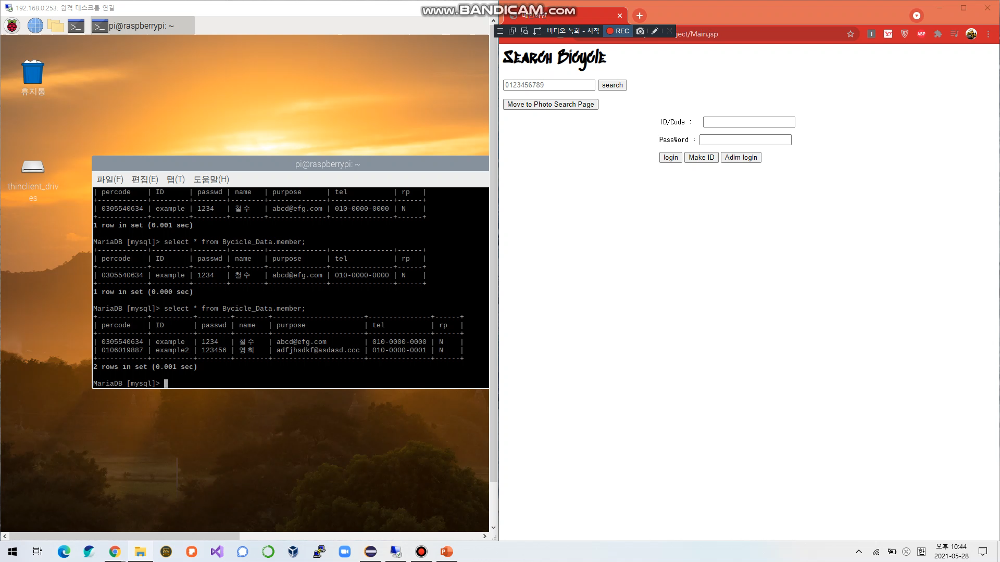 192.168.0.253: 원격 데스크톱 연결
www.BANDICAM.com
pi@raspberrypi: ~
휴지통
thinclient_driv
es
pi@raspberrypi: ~
파일(F) 편집(E) 탭(T) 도움말(H)
| percode | ID | passwd | name | purpose | tel | rp |
| 0305540634 | example | 1234 | 철수 | abcd@efg.com | 010-0000-0000 | N |
1 row in set (0.001 sec)
MariaDB [mysql]> select * from Bycicle_Data.member;
| percode | ID | passwd | name | purpose | tel | rp |
| 0305540634 | example | 1234 | 철수 | abcd@efg.com | 010-0000-0000 | N |
1 row in set (0.000 sec)
MariaDB [mysql]> select * from Bycicle_Data.member;
| percode | ID | passwd | name | purpose | tel | rp |
| 0305540634 | example | 1234 | 철수 | abcd@efg.com | 010-0000-0000 | N |
| 0106019887 | example2 | 123456 | 영희 | adfjhsdkf@asdasd.ccc | 010-0000-0001 | N |
2 rows in set (0.001 sec)
MariaDB [mysql]>
메인화면
비디오 녹화 - 시작 REC
ject/Main.jsp
ABP
Search Bicycle
0123456789 search
Move to Photo Search Page
ID/Code :
PassWord :
login Make ID Adim login
한
오후 10:44
2021-05-28